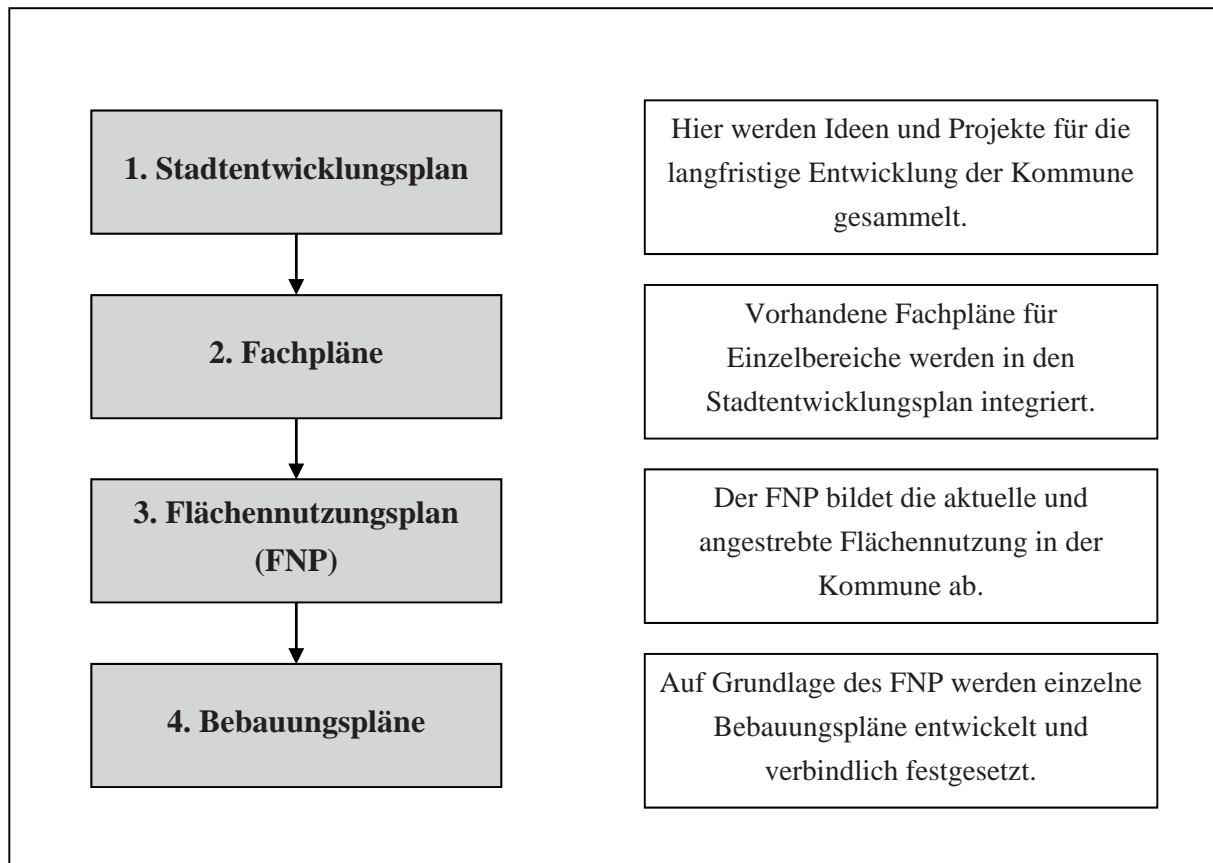 1. Stadtentwicklungsplan
Hier werden Ideen und Projekte für die
langfristige Entwicklung der Kommune
gesammelt.
2. Fachpläne
Vorhandene Fachpläne für
Einzelbereiche werden in den
Stadtentwicklungsplan integriert.
3. Flächennutzungsplan
(FNP)
Der FNP bildet die aktuelle und
angestrebte Flächennutzung in der
Kommune ab.
4. Bebauungspläne
Auf Grundlage des FNP werden einzelne
Bebauungspläne entwickelt und
verbindlich festgesetzt.